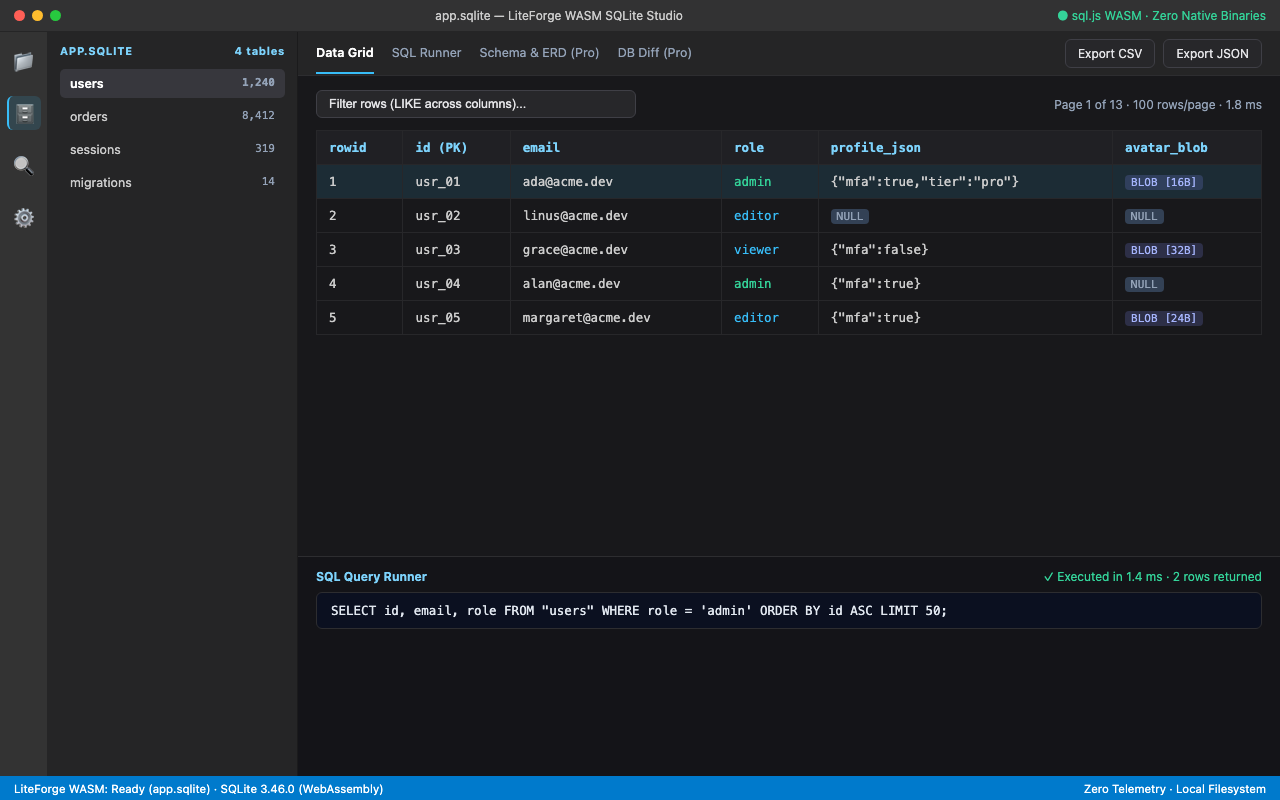 app.sqlite — LiteForge WASM SQLite Studio
● sql.js WASM · Zero Native Binaries
APP.SQLITE 4 tables
users 1,240
orders 8,412
sessions 319
migrations 14
Data Grid SQL Runner Schema & ERD (Pro) DB Diff (Pro)
Export CSV Export JSON
Filter rows (LIKE across columns)...
Page 1 of 13 · 100 rows/page · 1.8 ms
rowid id (PK) email role profile_json avatar_blob
1 usr_01 ada@acme.dev admin {"mfa":true,"tier":"pro"} BLOB [16B]
2 usr_02 linus@acme.dev editor NULL NULL
3 usr_03 grace@acme.dev viewer {"mfa":false} BLOB [32B]
4 usr_04 alan@acme.dev admin {"mfa":true} NULL
5 usr_05 margaret@acme.dev editor {"mfa":true} BLOB [24B]
SQL Query Runner
✓ Executed in 1.4 ms · 2 rows returned
SELECT id, email, role FROM "users" WHERE role = 'admin' ORDER BY id ASC LIMIT 50;
LiteForge WASM: Ready (app.sqlite) · SQLite 3.46.0 (WebAssembly)
Zero Telemetry · Local Filesystem